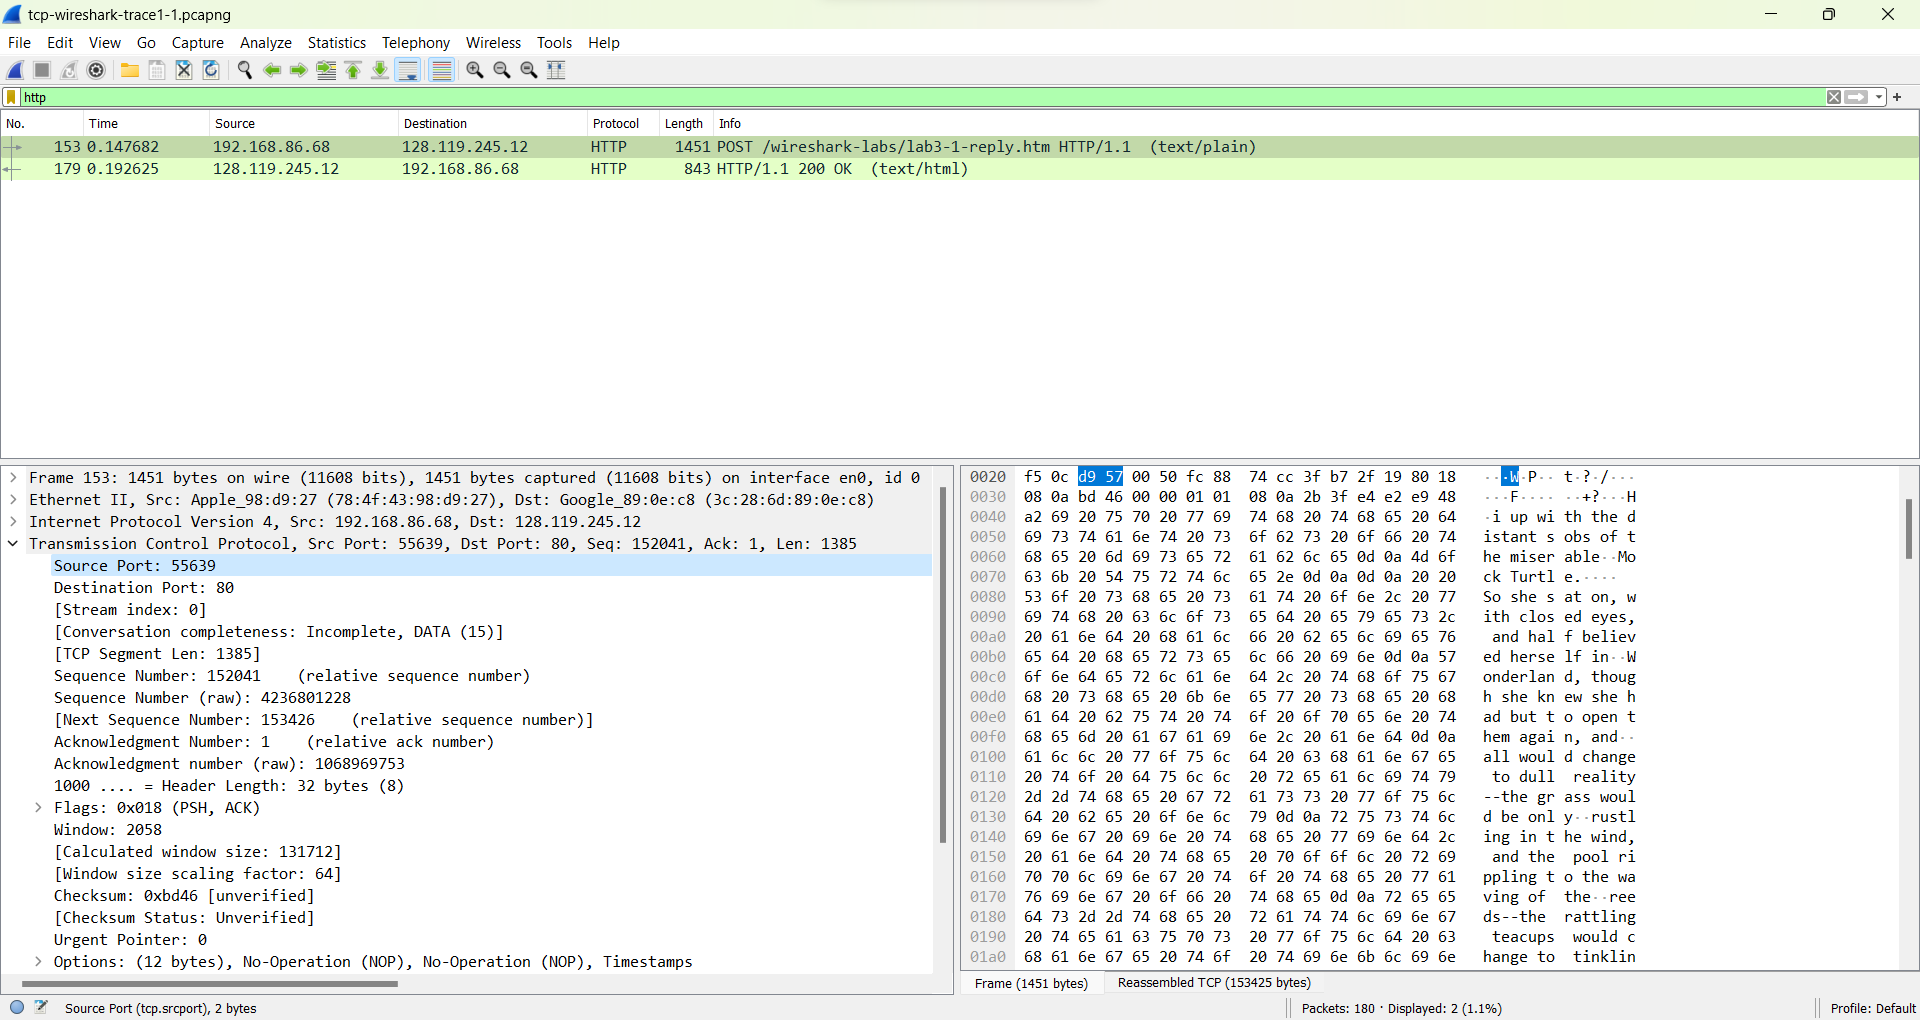 tcp-wireshark-trace1-1.pcapng
File Edit View Go Capture Analyze Statistics Telephony Wireless Tools Help
http
No. Time Source Destination Protocol Length Info
153 0.147682 192.168.86.68 128.119.245.12 HTTP 1451 POST /wireshark-labs/lab3-1-reply.htm HTTP/1.1 (text/plain)
179 0.192625 128.119.245.12 192.168.86.68 HTTP 843 HTTP/1.1 200 OK (text/html)
Frame 153: 1451 bytes on wire (11608 bits), 1451 bytes captured (11608 bits) on interface en0, id 0
Ethernet II, Src: Apple_98:d9:27 (78:4f:43:98:d9:27), Dst: Google_89:0e:c8 (3c:28:6d:89:0e:c8)
Internet Protocol Version 4, Src: 192.168.86.68, Dst: 128.119.245.12
Transmission Control Protocol, Src Port: 55639, Dst Port: 80, Seq: 152041, Ack: 1, Len: 1385
Source Port: 55639
Destination Port: 80
[Stream index: 0]
[Conversation completeness: Incomplete, DATA (15)]
[TCP Segment Len: 1385]
Sequence Number: 152041 (relative sequence number)
Sequence Number (raw): 4236801228
[Next Sequence Number: 153426 (relative sequence number)]
Acknowledgment Number: 1 (relative ack number)
Acknowledgment number (raw): 1068969753
1000 .... = Header Length: 32 bytes (8)
Flags: 0x018 (PSH, ACK)
Window: 2058
[Calculated window size: 131712]
[Window size scaling factor: 64]
Checksum: 0xbd46 [unverified]
[Checksum Status: Unverified]
Urgent Pointer: 0
Options: (12 bytes), No-Operation (NOP), No-Operation (NOP), Timestamps
0020 f5 0c d9 57 00 50 fc 88 74 cc 3f b7 2f 19 80 18 ···W·P·· t·?·/···
0030 08 0a bd 46 00 00 01 01 08 0a 2b 3f e4 e2 e9 48 ···F···· ··+?···H
0040 a2 69 20 75 70 20 77 69 74 68 20 74 68 65 20 64 ·i up wi th the d
0050 69 73 74 61 6e 74 20 73 6f 62 73 20 6f 66 20 74 istant s obs of t
0060 68 65 20 6d 69 73 65 72 61 62 6c 65 0d 0a 4d 6f he miser able··Mo
0070 63 6b 20 54 75 72 74 6c 65 2e 0d 0a 0d 0a 20 20 ck Turtl e.····
0080 53 6f 20 73 68 65 20 73 61 74 20 6f 6e 2c 20 77 So she s at on, w
0090 69 74 68 20 63 6c 6f 73 65 64 20 65 79 65 73 2c ith clos ed eyes,
00a0 20 61 6e 64 20 68 61 6c 66 20 62 65 6c 69 65 76 and hal f believ
00b0 65 64 20 68 65 72 73 65 6c 66 20 69 6e 0d 0a 57 ed herse lf in··W
00c0 6f 6e 64 65 72 6c 61 6e 64 2c 20 74 68 6f 75 67 onderlan d, thoug
00d0 68 20 73 68 65 20 6b 6e 65 77 20 73 68 65 20 68 h she kn ew she h
00e0 61 64 20 62 75 74 20 74 6f 20 6f 70 65 6e 20 74 ad but t o open t
00f0 68 65 6d 20 61 67 61 69 6e 2c 20 61 6e 64 0d 0a hem agai n, and··
0100 61 6c 6c 20 77 6f 75 6c 64 20 63 68 61 6e 67 65 all woul d change
0110 20 74 6f 20 64 75 6c 6c 20 72 65 61 6c 69 74 79 to dull reality
0120 2d 2d 74 68 65 20 67 72 61 73 73 20 77 6f 75 6c --the gr ass woul
0130 64 20 62 65 20 6f 6e 6c 79 0d 0a 72 75 73 74 6c d be onl y··rustl
0140 69 6e 67 20 69 6e 20 74 68 65 20 77 69 6e 64 2c ing in t he wind,
0150 20 61 6e 64 20 74 68 65 20 70 6f 6f 6c 20 72 69 and the pool ri
0160 70 70 6c 69 6e 67 20 74 6f 20 74 68 65 20 77 61 ppling t o the wa
0170 76 69 6e 67 20 6f 66 20 74 68 65 0d 0a 72 65 65 ving of the··ree
0180 64 73 2d 2d 74 68 65 20 72 61 74 74 6c 69 6e 67 ds--the rattling
0190 20 74 65 61 63 75 70 73 20 77 6f 75 6c 64 20 63 teacups would c
01a0 68 61 6e 67 65 20 74 6f 20 74 69 6e 6b 6c 69 6e hange to tinklin
Frame (1451 bytes) Reassembled TCP (153425 bytes)
Source Port (tcp.srcport), 2 bytes Packets: 180 · Displayed: 2 (1.1%) Profile: Default